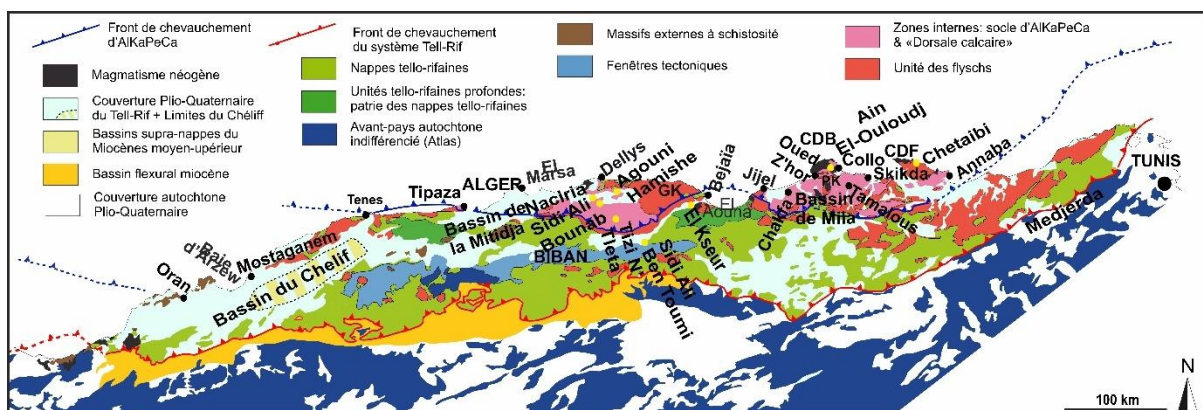 Front de chevauchement
d'AlKaPeCa
Magmatisme néogène
Couverture Plio-Quaternaire
du Tell-Rif + Limites du Chéliff
Bassins supra-nappes du
Miocènes moyen-upérieur
Bassin flexural miocène
Couverture autochtone
Plio-Quaternaire
Front de chevauchement
du système Tell-Rif
Nappes tello-rifaines
Unités tello-rifaines profondes:
patrie des nappes tello-rifaines
Avant-pays autochtone
indifférencié (Atlas)
Massifs externes à schistosité
Fenêtres tectoniques
Zones internes: socle d'AlKaPeCa
& «Dorsale calcaire»
Unité des flyschs
Oran
Baie
d'Arzew
Mostaganem
Bassin du Chelif
Tenes
Tipaza
ALGER
El
Marsa
Bassin de
la Mitidja
Naciria
Sidi Ali
Bounab
Dellys
Agouni
Hamishe
GK
Tizi N'
Tleta
BIBAN
Bejaïa
El
Aouna
El Kseur
Sidi Ali
Ben
Toumi
Jijel
Chakfa
Oued
Z'hor
CDB
PK
Ain
El-Ouloudj
Collo
Bassin
de Mila
Tamalous
Skikda
CDF
Chetaibi
Annaba
Medjerda
TUNIS
N
100 km